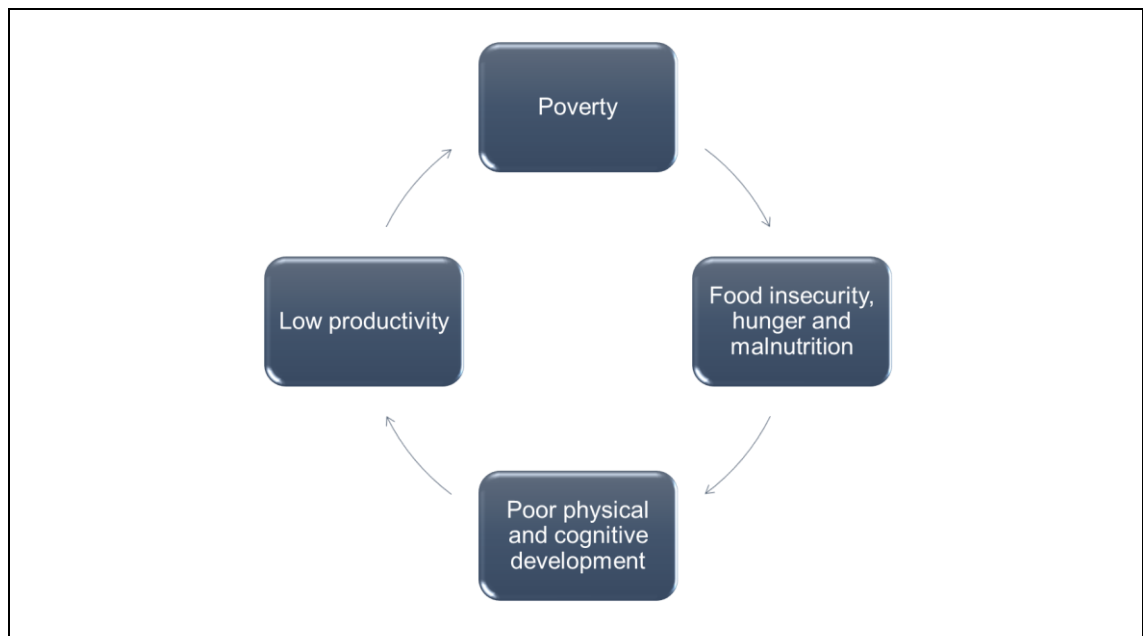 Poverty
Food insecurity,
hunger and
malnutrition
Poor physical
and cognitive
development
Low productivity